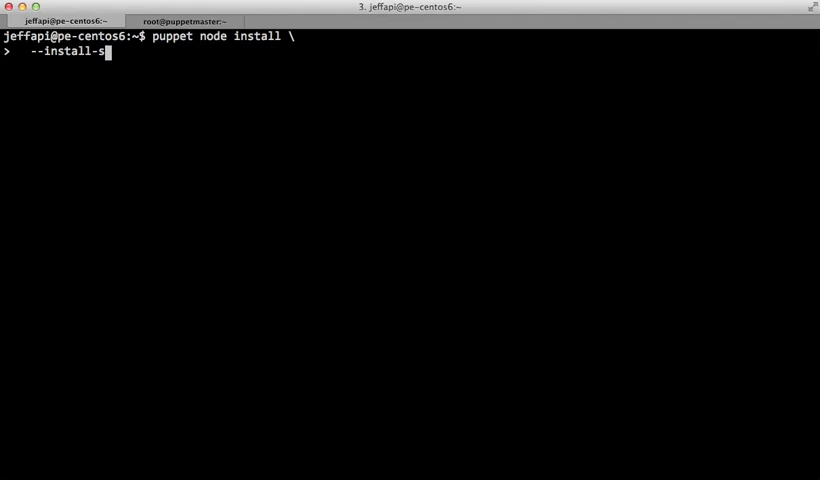 3. jeffapi@pe-centos6:~
jeffapi@pe-centos6:~ root@puppetmaster:~
jeffapi@pe-centos6:~$ puppet node install \
>   --install-s